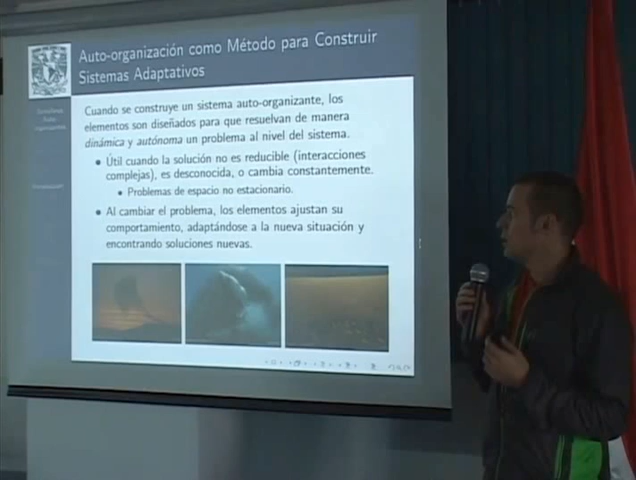 Auto-organización como Método para Construir
Sistemas Adaptativos
Cuando se construye un sistema auto-organizante, los
elementos son diseñados para que resuelvan de manera
dinámica y autónoma un problema al nivel del sistema.
• Útil cuando la solución no es reducible (interacciones
complejas), es desconocida, o cambia constantemente.
• Problemas de espacio no estacionario.
• Al cambiar el problema, los elementos ajustan su
comportamiento, adaptándose a la nueva situación y
encontrando soluciones nuevas.